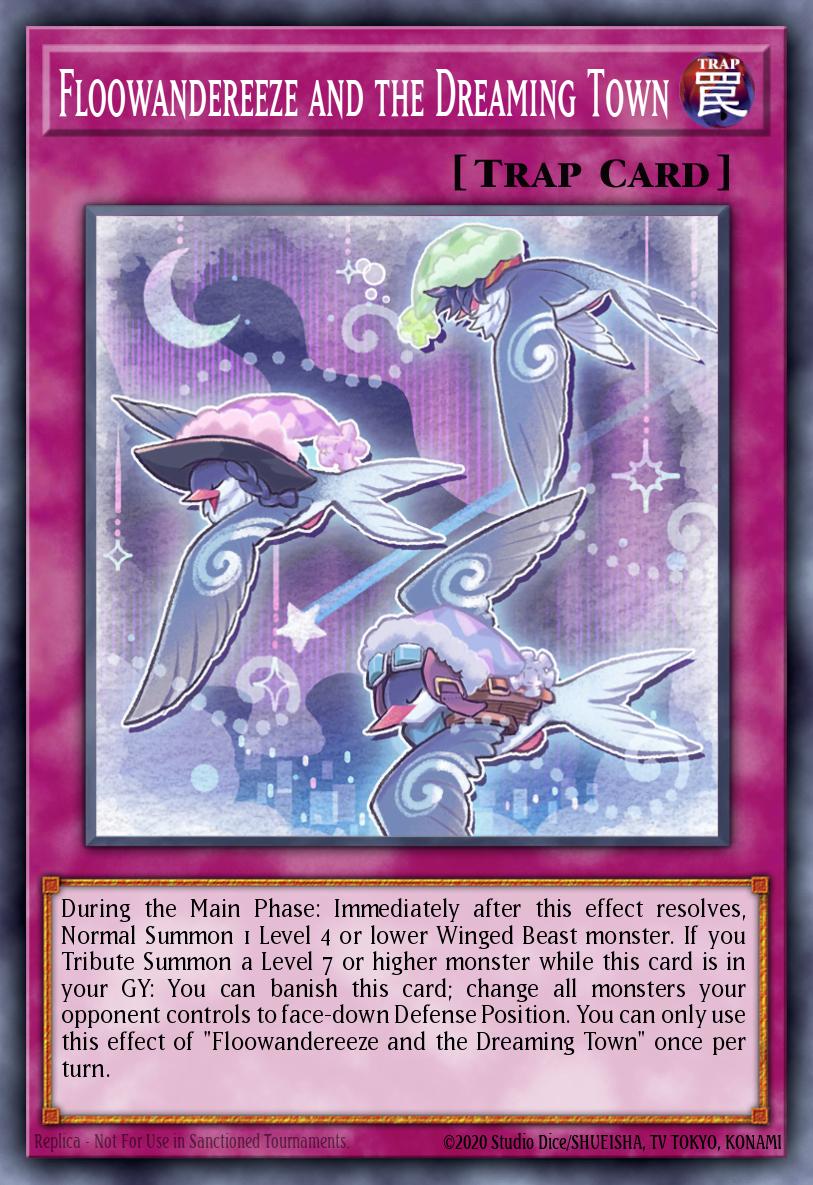 Floowandereeze and the Dreaming Town
TRAP
罠
[Trap Card]
During the Main Phase: Immediately after this effect resolves,
Normal Summon 1 Level 4 or lower Winged Beast monster. If you
Tribute Summon a Level 7 or higher monster while this card is in
your GY: You can banish this card; change all monsters your
opponent controls to face-down Defense Position. You can only use
this effect of "Floowandereeze and the Dreaming Town" once per
turn.
Replica - Not For Use in Sanctioned Tournaments.
©2020 Studio Dice/SHUEISHA, TV TOKYO, KONAMI